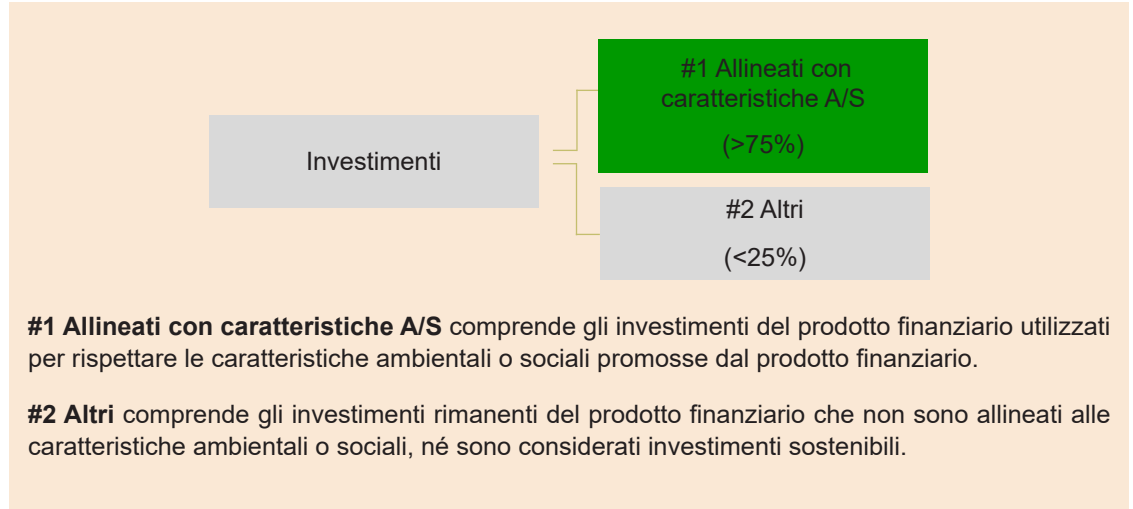 #1 Allineati con
caratteristiche A/S
(>75%)
Investimenti
#2 Altri
(<25%)
#1 Allineati con caratteristiche A/S comprende gli investimenti del prodotto finanziario utilizzati
per rispettare le caratteristiche ambientali o sociali promosse dal prodotto finanziario.
#2 Altri comprende gli investimenti rimanenti del prodotto finanziario che non sono allineati alle
caratteristiche ambientali o sociali, né sono considerati investimenti sostenibili.